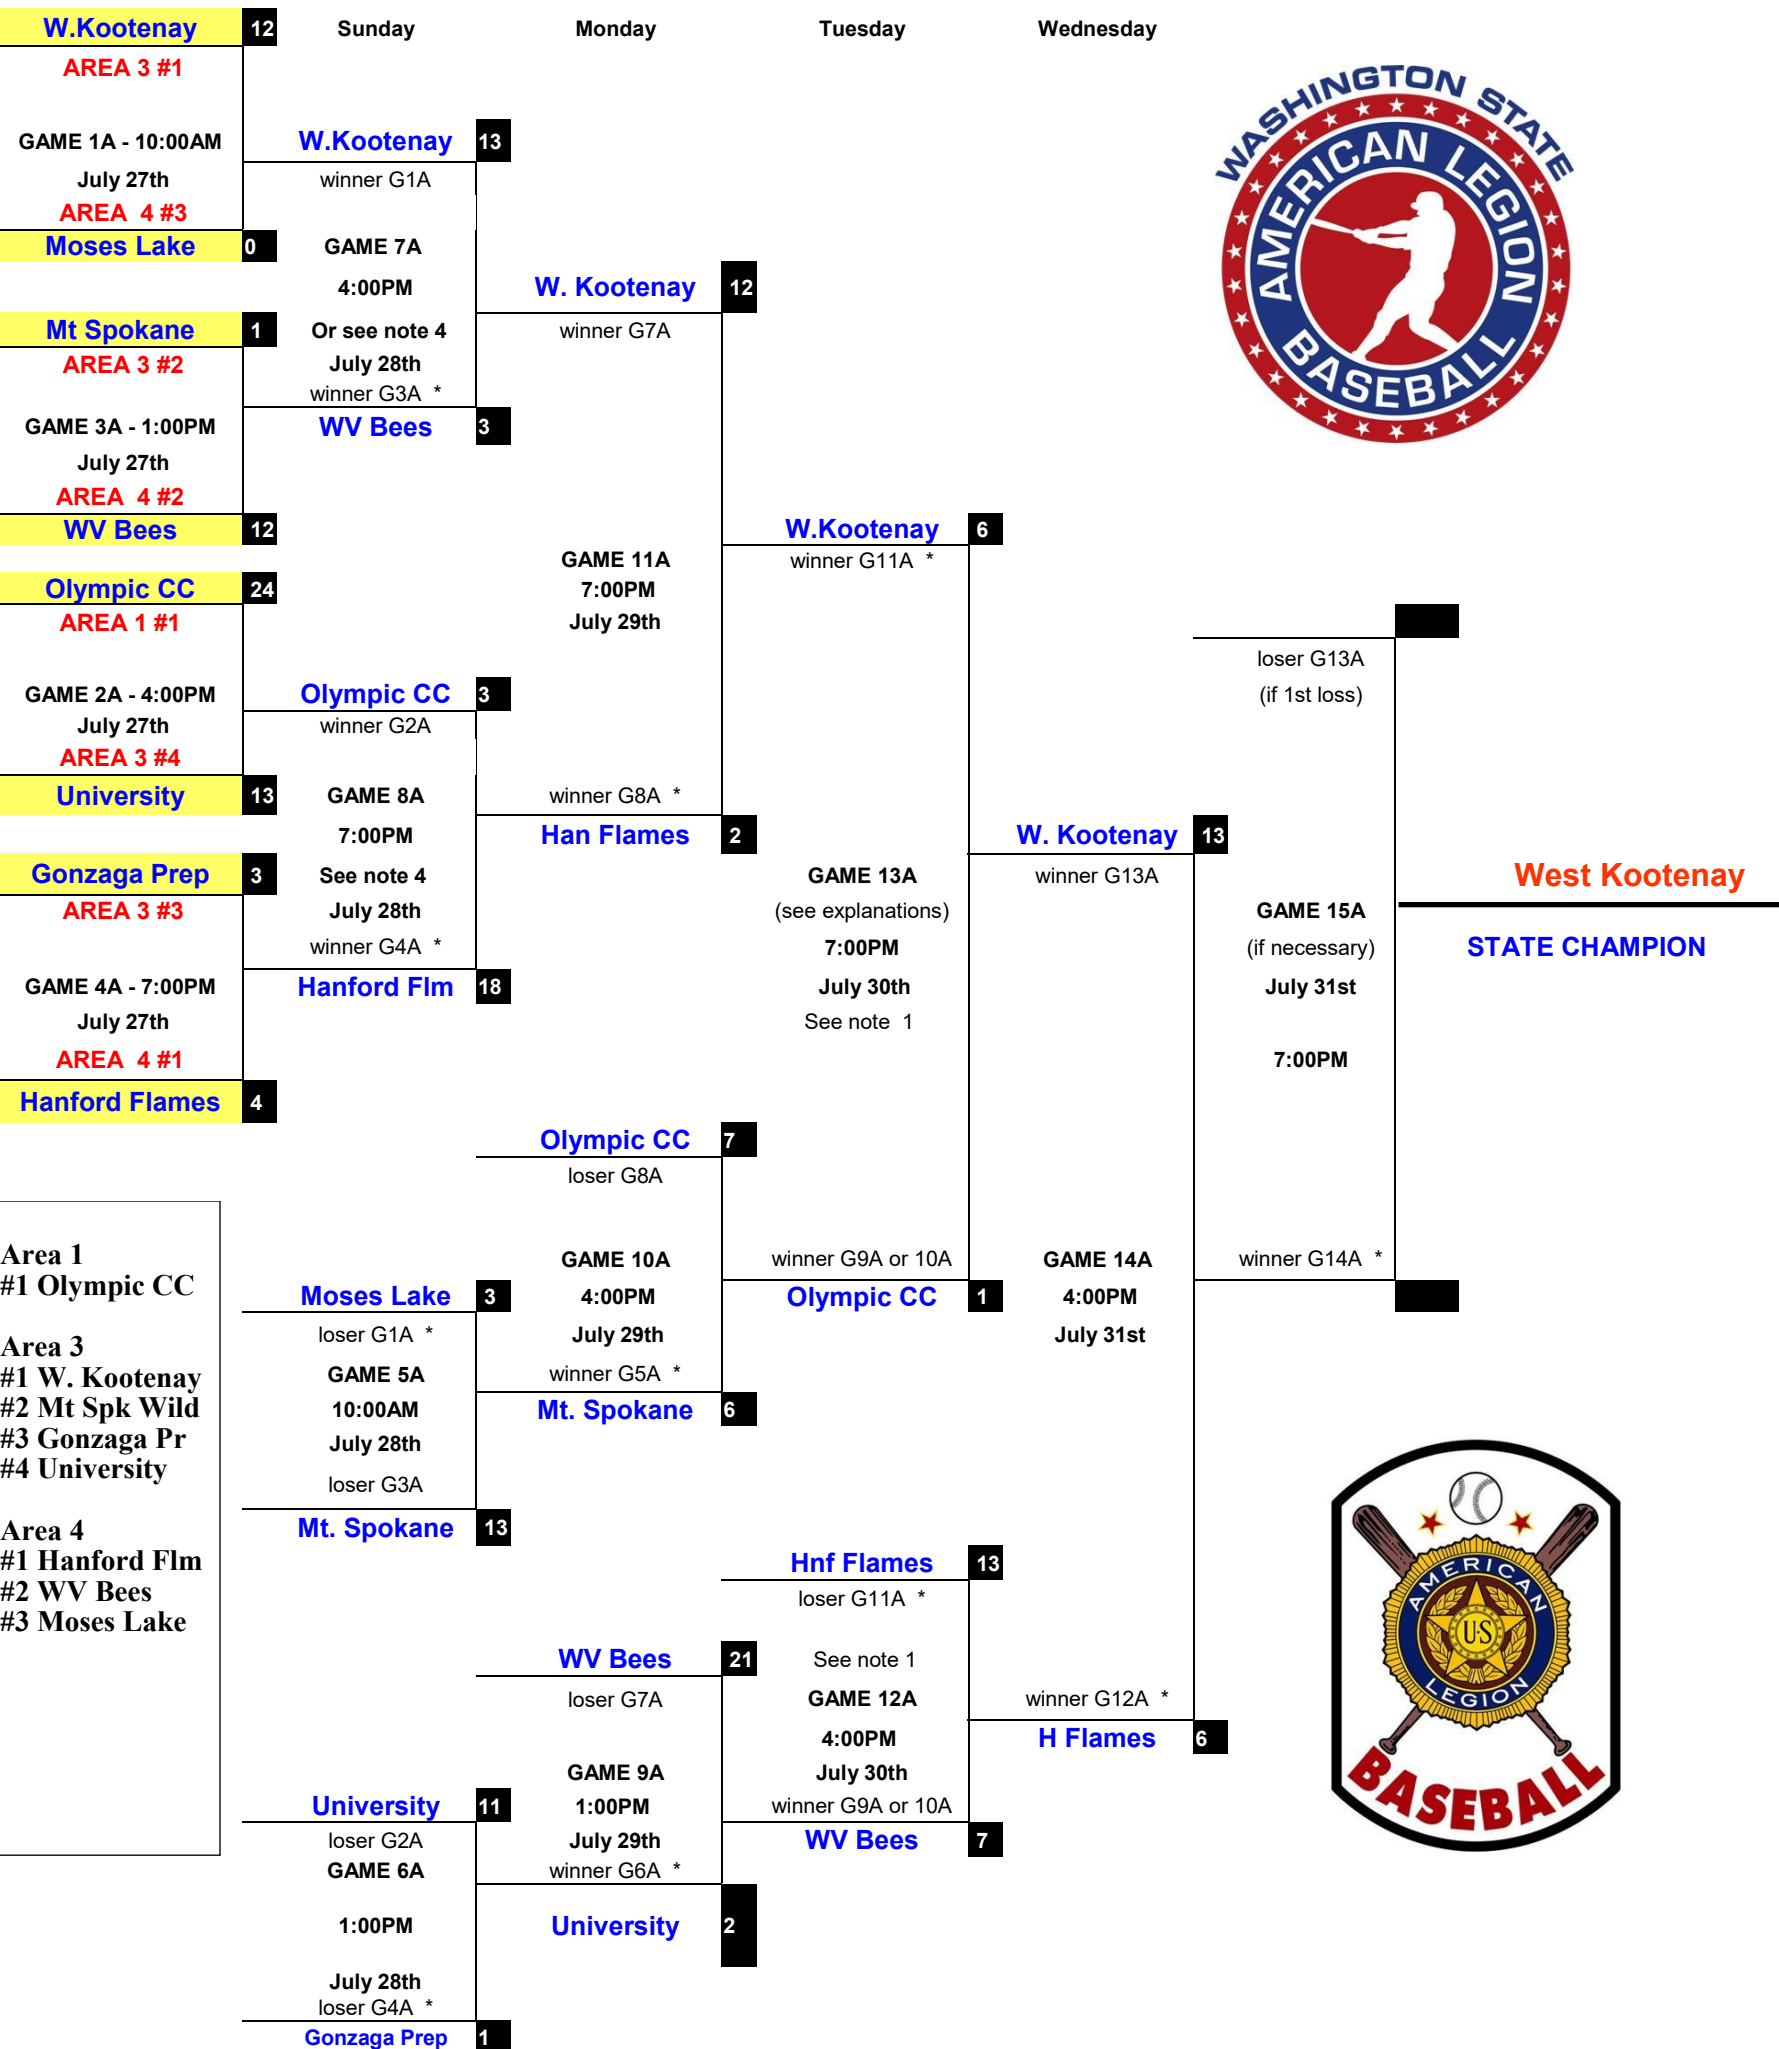 W.Kootenay 12 Sunday Monday Tuesday Wednesday
AREA 3 #1
WASHINGTON STATE
AMERICAN LEGION
BASEBALL
GAME 1A - 10:00AM
July 27th
AREA 4 #3
Moses Lake 0
Mt Spokane 1
AREA 3 #2
GAME 3A - 1:00PM
July 27th
AREA 4 #2
WV Bees 12
Olympic CC 24
AREA 1 #1
GAME 2A - 4:00PM
July 27th
AREA 3 #4
University 13
Gonzaga Prep 3
AREA 3 #3
GAME 4A - 7:00PM
July 27th
AREA 4 #1
Hanford Flames 4
Area 1
#1 Olympic CC
Area 3
#1 W. Kootenay
#2 Mt Spk Wild
#3 Gonzaga Pr
#4 University
Area 4
#1 Hanford Flm
#2 WV Bees
#3 Moses Lake
W.Kootenay 13
winner G1A
GAME 7A
4:00PM
Or see note 4
July 28th
winner G3A *
WV Bees 3
Olympic CC 3
winner G2A
GAME 8A
7:00PM
See note 4
July 28th
winner G4A *
Hanford Flm 18
Moses Lake 3
loser G1A *
GAME 5A
10:00AM
July 28th
loser G3A
Mt. Spokane 13
University 11
loser G2A
GAME 6A
1:00PM
July 28th
loser G4A *
Gonzaga Prep 1
W. Kootenay 12
winner G7A
GAME 11A
7:00PM
July 29th
winner G8A *
Han Flames 2
Olympic CC 7
loser G8A
GAME 10A
4:00PM
July 29th
winner G5A *
Mt. Spokane 6
WV Bees 21
loser G7A
GAME 9A
1:00PM
July 29th
winner G6A *
University 2
W.Kootenay 6
winner G11A *
GAME 13A
(see explanations)
7:00PM
July 30th
See note 1
winner G9A or 10A
Olympic CC 1
Hnf Flames 13
loser G11A *
See note 1
GAME 12A
4:00PM
July 30th
winner G9A or 10A
WV Bees 7
W. Kootenay 13
winner G13A
GAME 14A
4:00PM
July 31st
winner G12A *
H Flames 6
loser G13A
(if 1st loss)
GAME 15A
(if necessary)
July 31st
7:00PM
winner G14A *
West Kootenay
STATE CHAMPION
AMERICAN
US
LEGION
BASEBALL